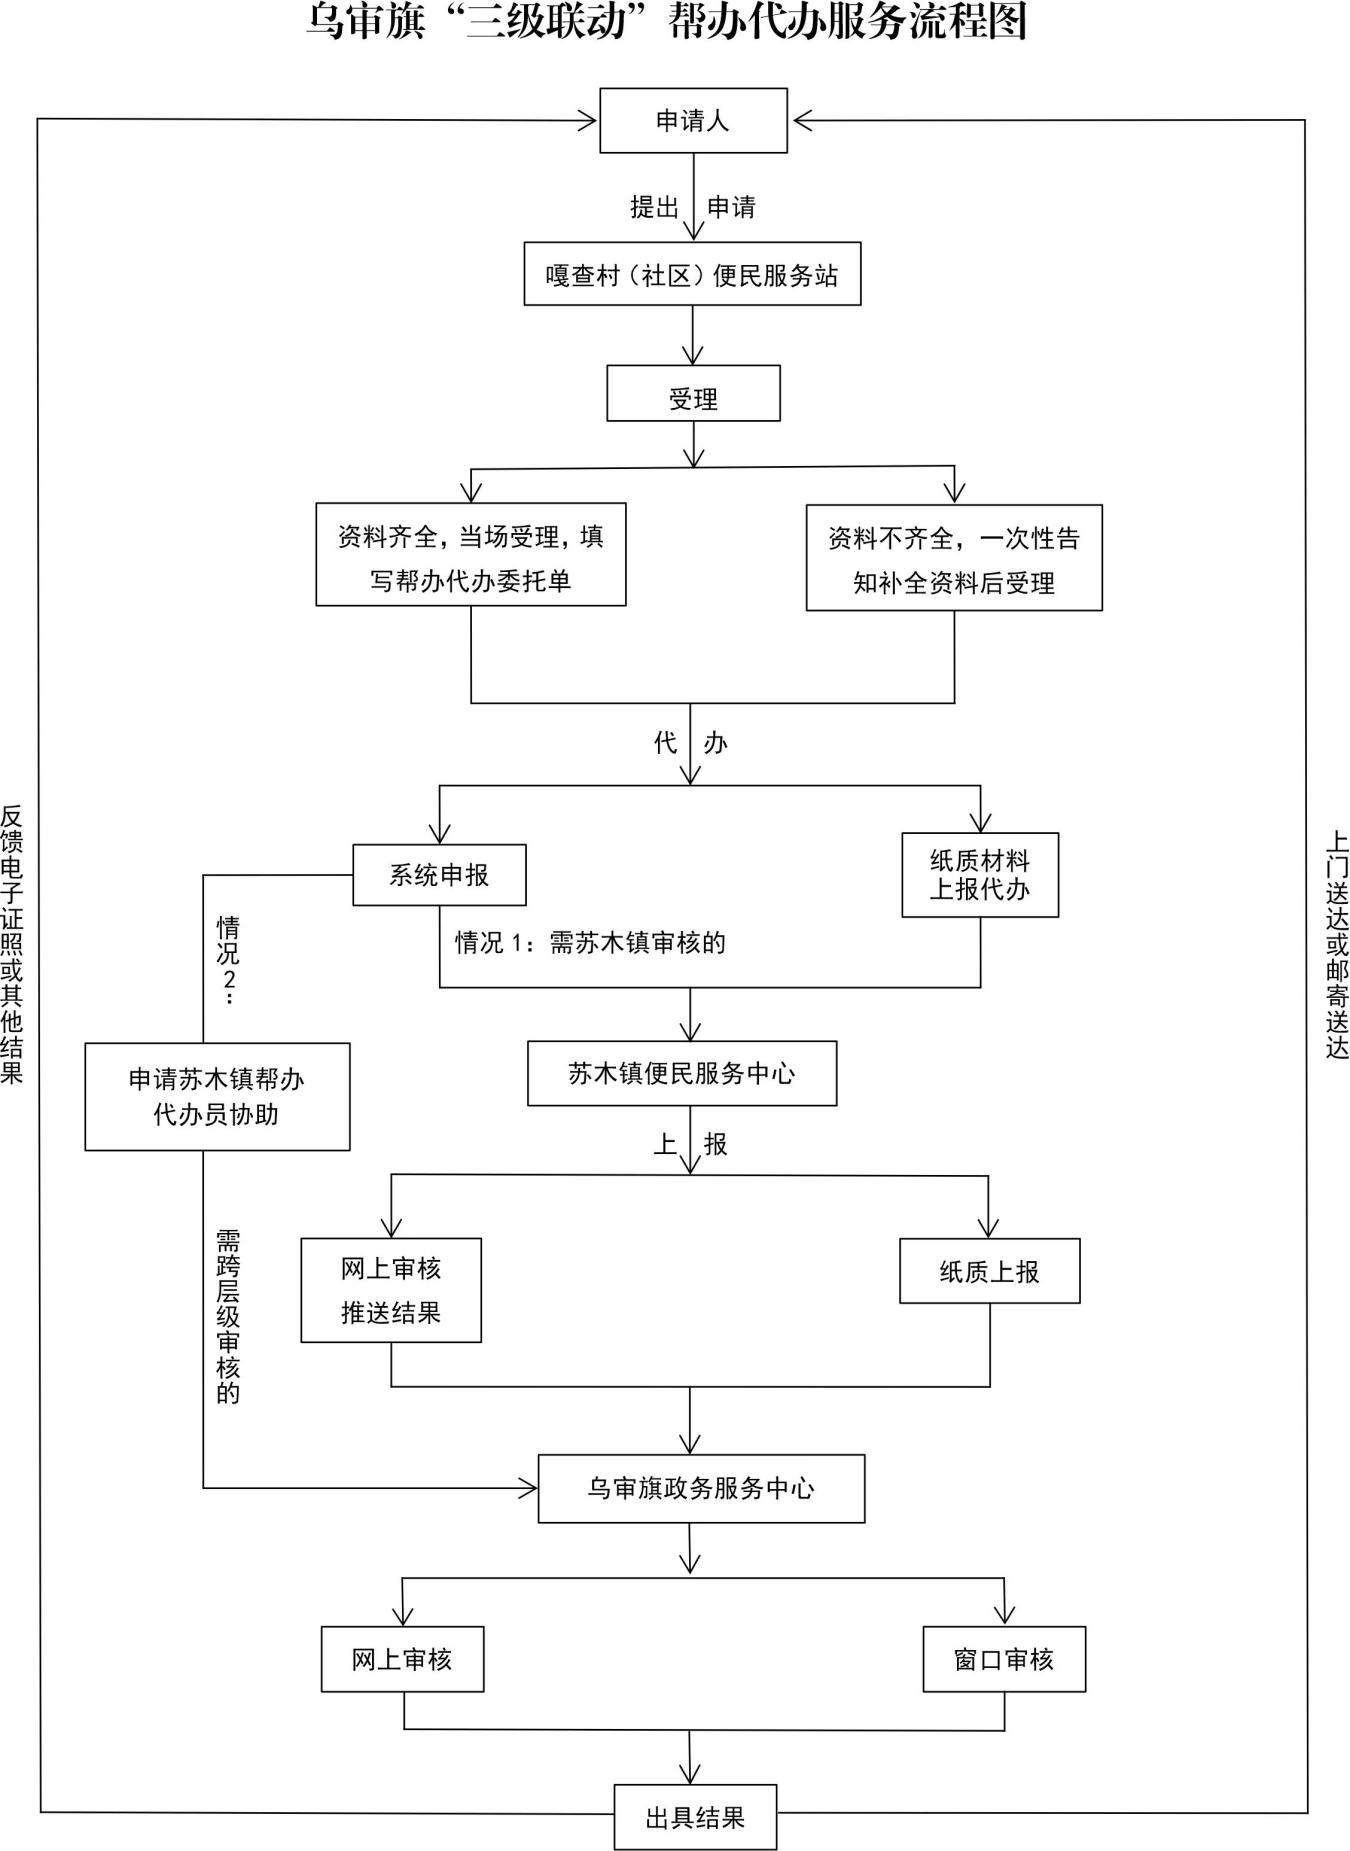 乌审旗“三级联动”帮办代办服务流程图
申请人
提出 申请
嘎查村（社区）便民服务站
受理
资料齐全，当场受理，填
写帮办代办委托单
资料不齐全，一次性告
知补全资料后受理
代 办
系统申报
纸质材料
上报代办
情况1：需苏木镇审核的
情况2：
申请苏木镇帮办
代办员协助
苏木镇便民服务中心
上 报
网上审核
推送结果
纸质上报
需跨层级审核的
乌审旗政务服务中心
网上审核
窗口审核
出具结果
反馈电子证照或其他结果
上门送达或邮寄送达